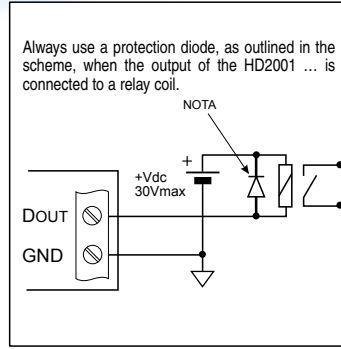 Always use a protection diode, as outlined in the
scheme, when the output of the HD2001 ... is
connected to a relay coil.
NOTA
+
+Vdc
30Vmax
DOUT
GND